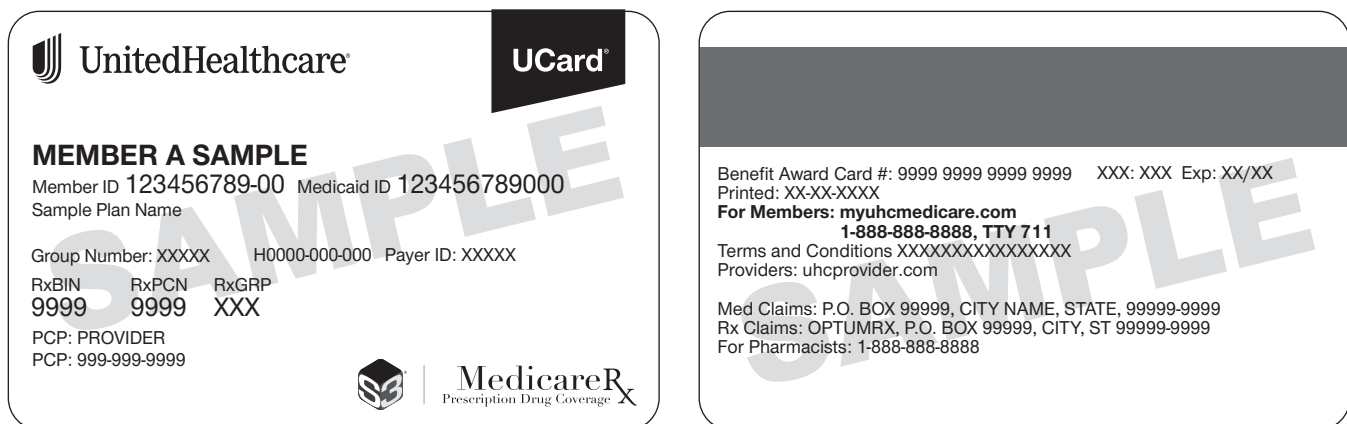 UnitedHealthcare®
UCard®
SAMPLE
MEMBER A SAMPLE
Member ID 123456789-00 Medicaid ID 123456789000
Sample Plan Name
Group Number: XXXXX H0000-000-000 Payer ID: XXXXX
RxBIN RxPCN RxGRP
9999 9999 XXX
PCP: PROVIDER
PCP: 999-999-9999
S3
MedicareRx
Prescription Drug Coverage
SAMPLE
Benefit Award Card #: 9999 9999 9999 9999 XXX: XXX Exp: XX/XX
Printed: XX-XX-XXXX
For Members: myuhcmedicare.com
1-888-888-8888, TTY 711
Terms and Conditions XXXXXXXXXXXXXXXX
Providers: uhcprovider.com
Med Claims: P.O. BOX 99999, CITY NAME, STATE, 99999-9999
Rx Claims: OPTUMRX, P.O. BOX 99999, CITY, ST 99999-9999
For Pharmacists: 1-888-888-8888